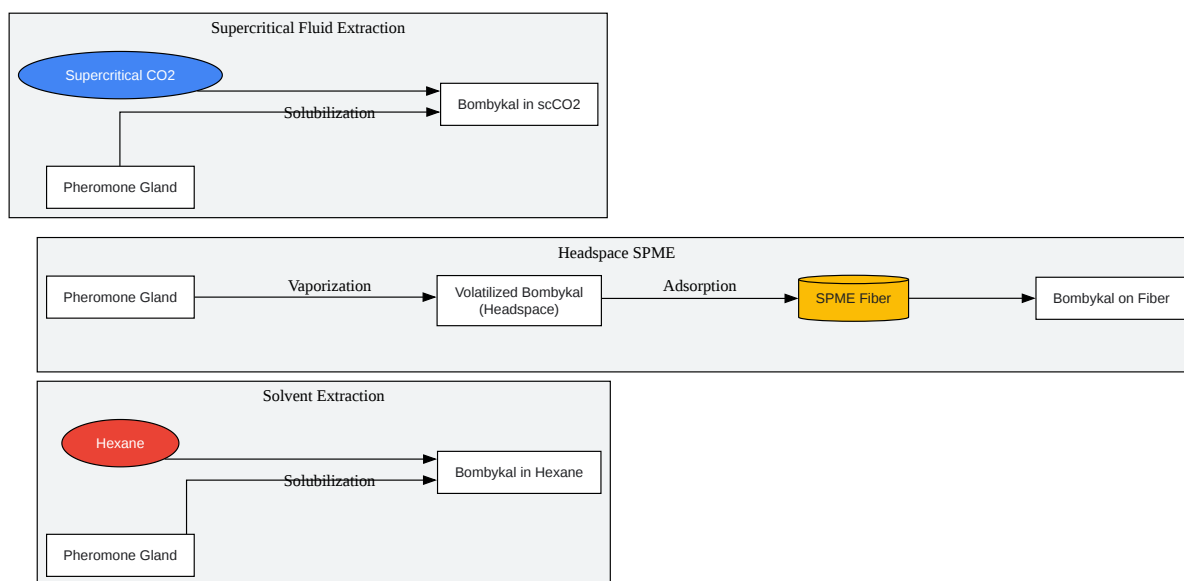 Supercritical Fluid Extraction
Supercritical CO2
Bombykal in scCO2
Solubilization
Pheromone Gland
Headspace SPME
Pheromone Gland
Vaporization
Volatilized Bombykal
(Headspace)
Adsorption
SPME Fiber
Bombykal on Fiber
Solvent Extraction
Hexane
Bombykal in Hexane
Solubilization
Pheromone Gland